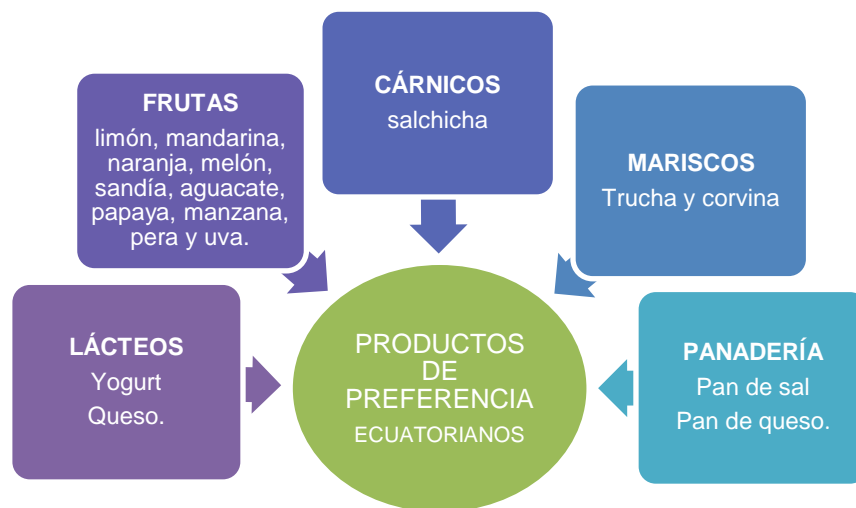 LÁCTEOS
Yogurt
Queso.
FRUTAS
limón, mandarina,
naranja, melón,
sandía, aguacate,
papaya, manzana,
pera y uva.
CÁRNICOS
salchicha
MARISCOS
Trucha y corvina
PANADERÍA
Pan de sal
Pan de queso.
PRODUCTOS
DE
PREFERENCIA
ECUATORIANOS